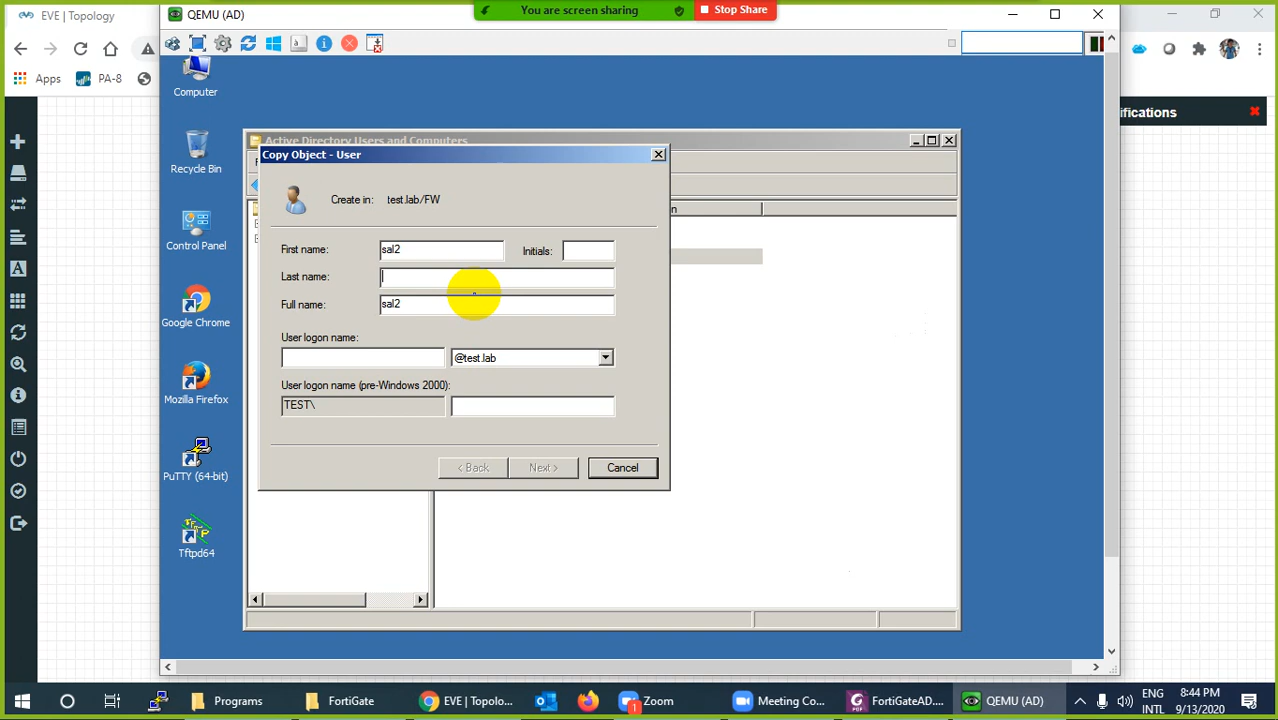 EVE | Topology
QEMU (AD)
You are screen sharing
Stop Share
Apps
PA-8
ifications
Computer
Recycle Bin
Control Panel
Google Chrome
Mozilla Firefox
PuTTY (64-bit)
Tftpd64
Active Directory Users and Computers
Copy Object - User
Create in: test.lab/FW
First name: sal2
Initials:
Last name:
Full name: sal2
User logon name:
@test.lab
User logon name (pre-Windows 2000):
TEST\
< Back
Next >
Cancel
Programs
FortiGate
EVE | Topolo...
Zoom
1
Meeting Co...
FortiGateAD....
QEMU (AD)
ENG
INTL
8:44 PM
9/13/2020